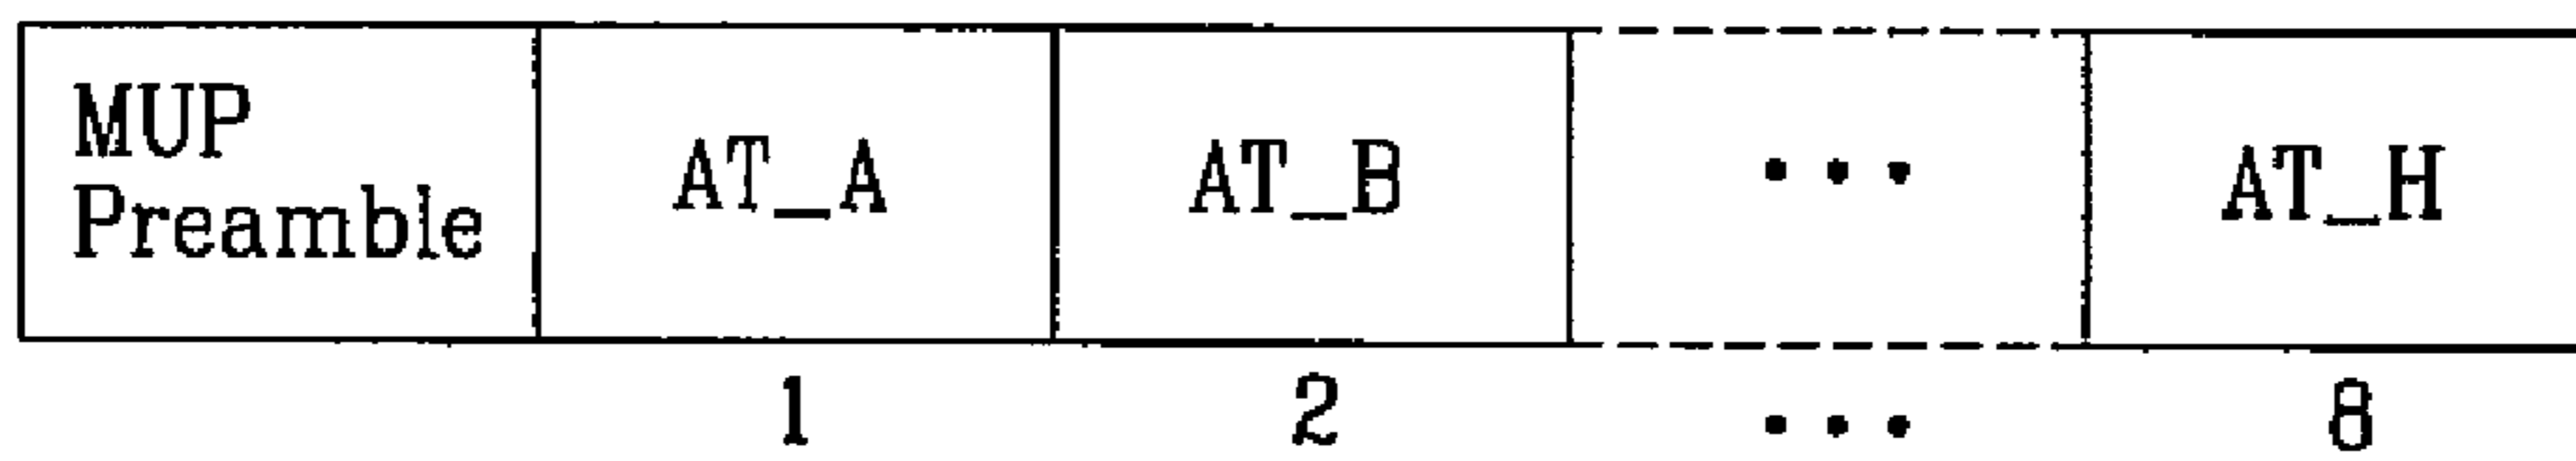 MUP
Preamble
AT_A
AT_B
• • •
AT_H
1
2
• • •
8